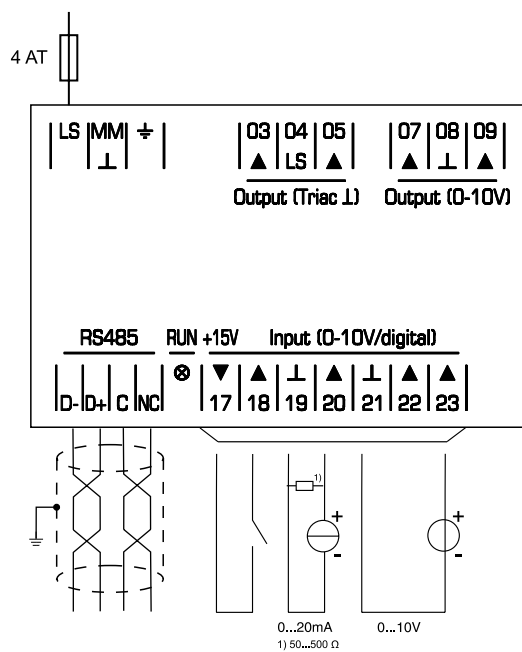 4 AT
LS MM ⏚ 03 04 05 07 08 09
⊥ ▲ LS ▲ ▲ ⊥ ▲
Output (Triac ⊥) Output (0-10V)
RS485 RUN +15V Input (0-10V/digital)
⊗ ▼ ▲ ⊥ ▲ ⊥ ▲ ▲
D- D+ C NC 17 18 19 20 21 22 23
1)
+ +
- -
0...20mA 0...10V
1) 50...500 Ω